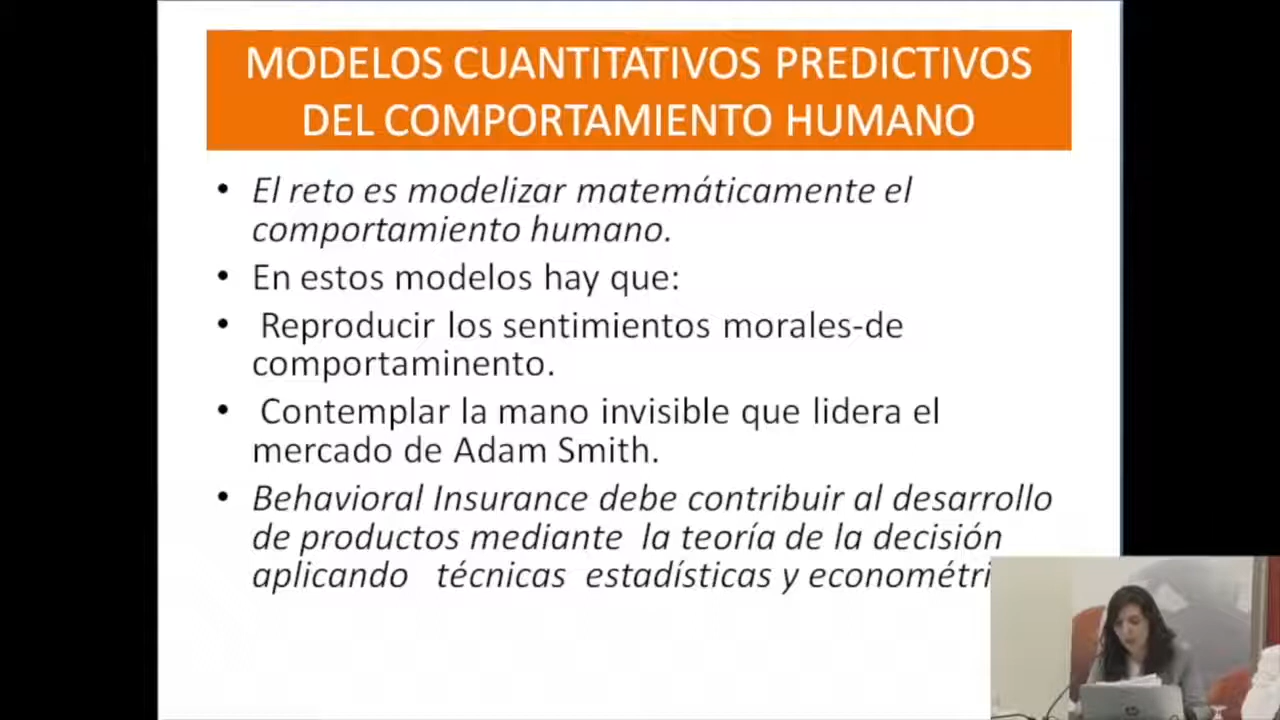 MODELOS CUANTITATIVOS PREDICTIVOS
DEL COMPORTAMIENTO HUMANO
• El reto es modelizar matemáticamente el
comportamiento humano.
• En estos modelos hay que:
• Reproducir los sentimientos morales-de
comportaminento.
• Contemplar la mano invisible que lidera el
mercado de Adam Smith.
• Behavioral Insurance debe contribuir al desarrollo
de productos mediante la teoría de la decisión
aplicando técnicas estadísticas y